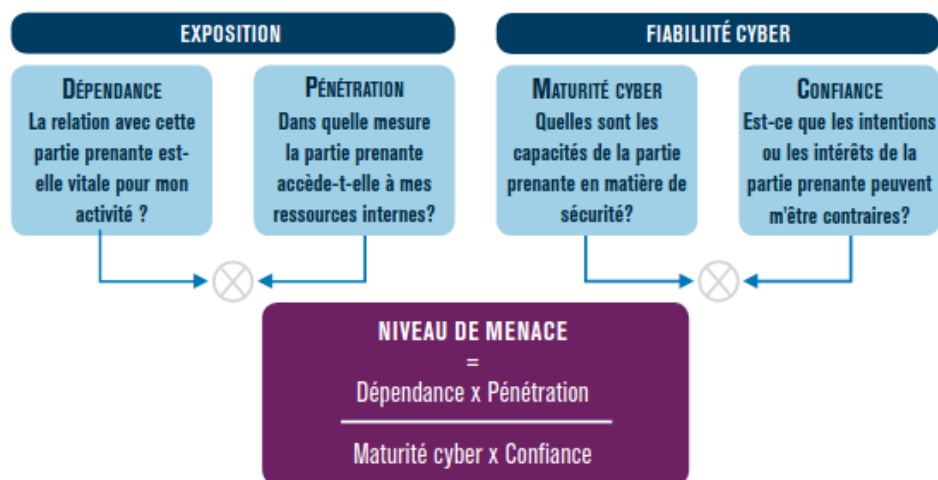 EXPOSITION
DÉPENDANCE
La relation avec cette
partie prenante est-
elle vitale pour mon
activité ?
PÉNÉTRATION
Dans quelle mesure
la partie prenante
accède-t-elle à mes
ressources internes?
FIABILIITÉ CYBER
MATURITÉ CYBER
Quelles sont les
capacités de la partie
prenante en matière de
sécurité?
CONFIANCE
Est-ce que les intentions
ou les intérêts de la
partie prenante peuvent
m'être contraires?
NIVEAU DE MENACE
=
Dépendance x Pénétration
Maturité cyber x Confiance